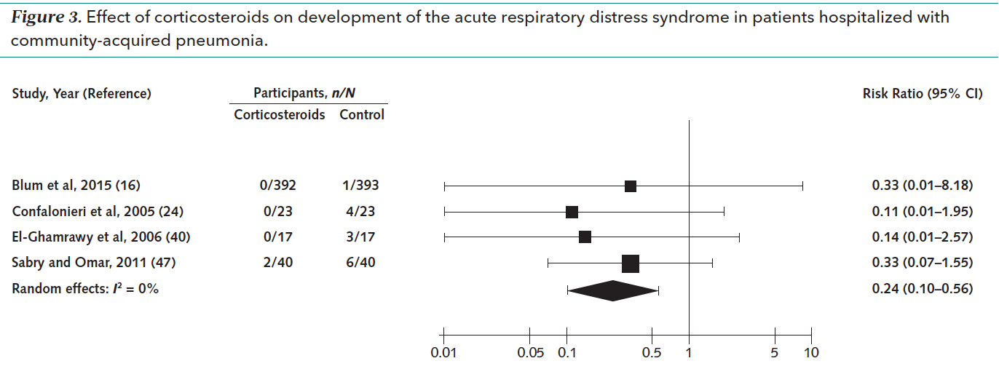 Figure 3. Effect of corticosteroids on development of the acute respiratory distress syndrome in patients hospitalized with
community-acquired pneumonia.
Study, Year (Reference) Participants, n/N Risk Ratio (95% CI)
Corticosteroids Control
Blum et al, 2015 (16) 0/392 1/393 0.33 (0.01–8.18)
Confalonieri et al, 2005 (24) 0/23 4/23 0.11 (0.01–1.95)
El-Ghamrawy et al, 2006 (40) 0/17 3/17 0.14 (0.01–2.57)
Sabry and Omar, 2011 (47) 2/40 6/40 0.33 (0.07–1.55)
Random effects: I² = 0% 0.24 (0.10–0.56)
0.01 0.05 0.1 0.5 1 5 10